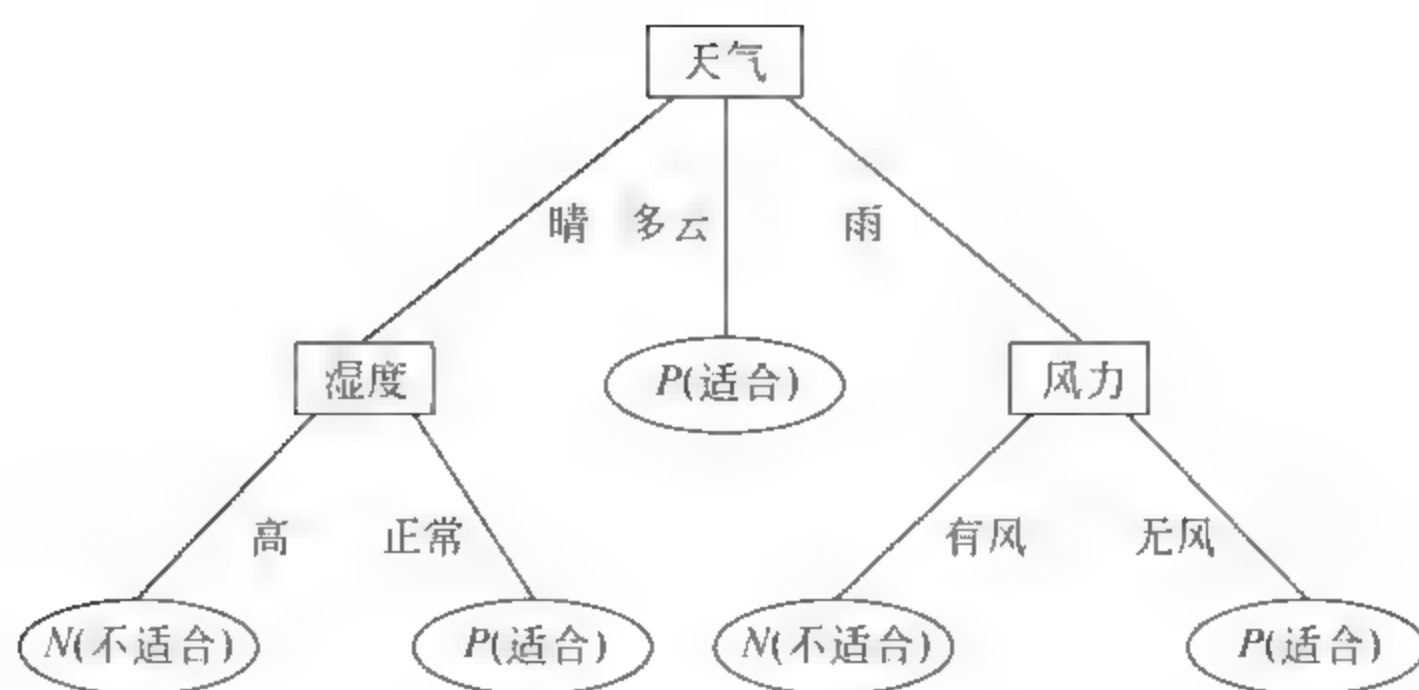 天气
晴 多云 雨
湿度 P(适合) 风力
高 正常 有风 无风
N(不适合) P(适合) N(不适合) P(适合)